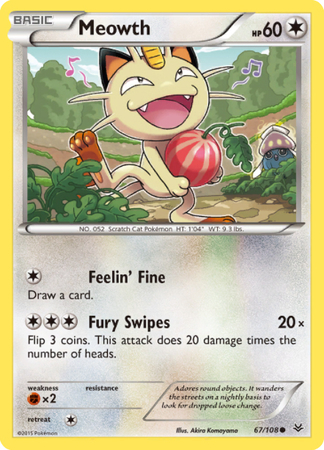 BASIC
Meowth
HP 60
NO. 052 Scratch Cat Pokémon HT: 1'04" WT: 9.3 lbs.
Feelin' Fine
Draw a card.
Fury Swipes 20×
Flip 3 coins. This attack does 20 damage times the
number of heads.
weakness resistance
×2
retreat
Adores round objects. It wanders
the streets on a nightly basis to
look for dropped loose change.
©2015 Pokémon
Illus. Akira Komayama
67/108